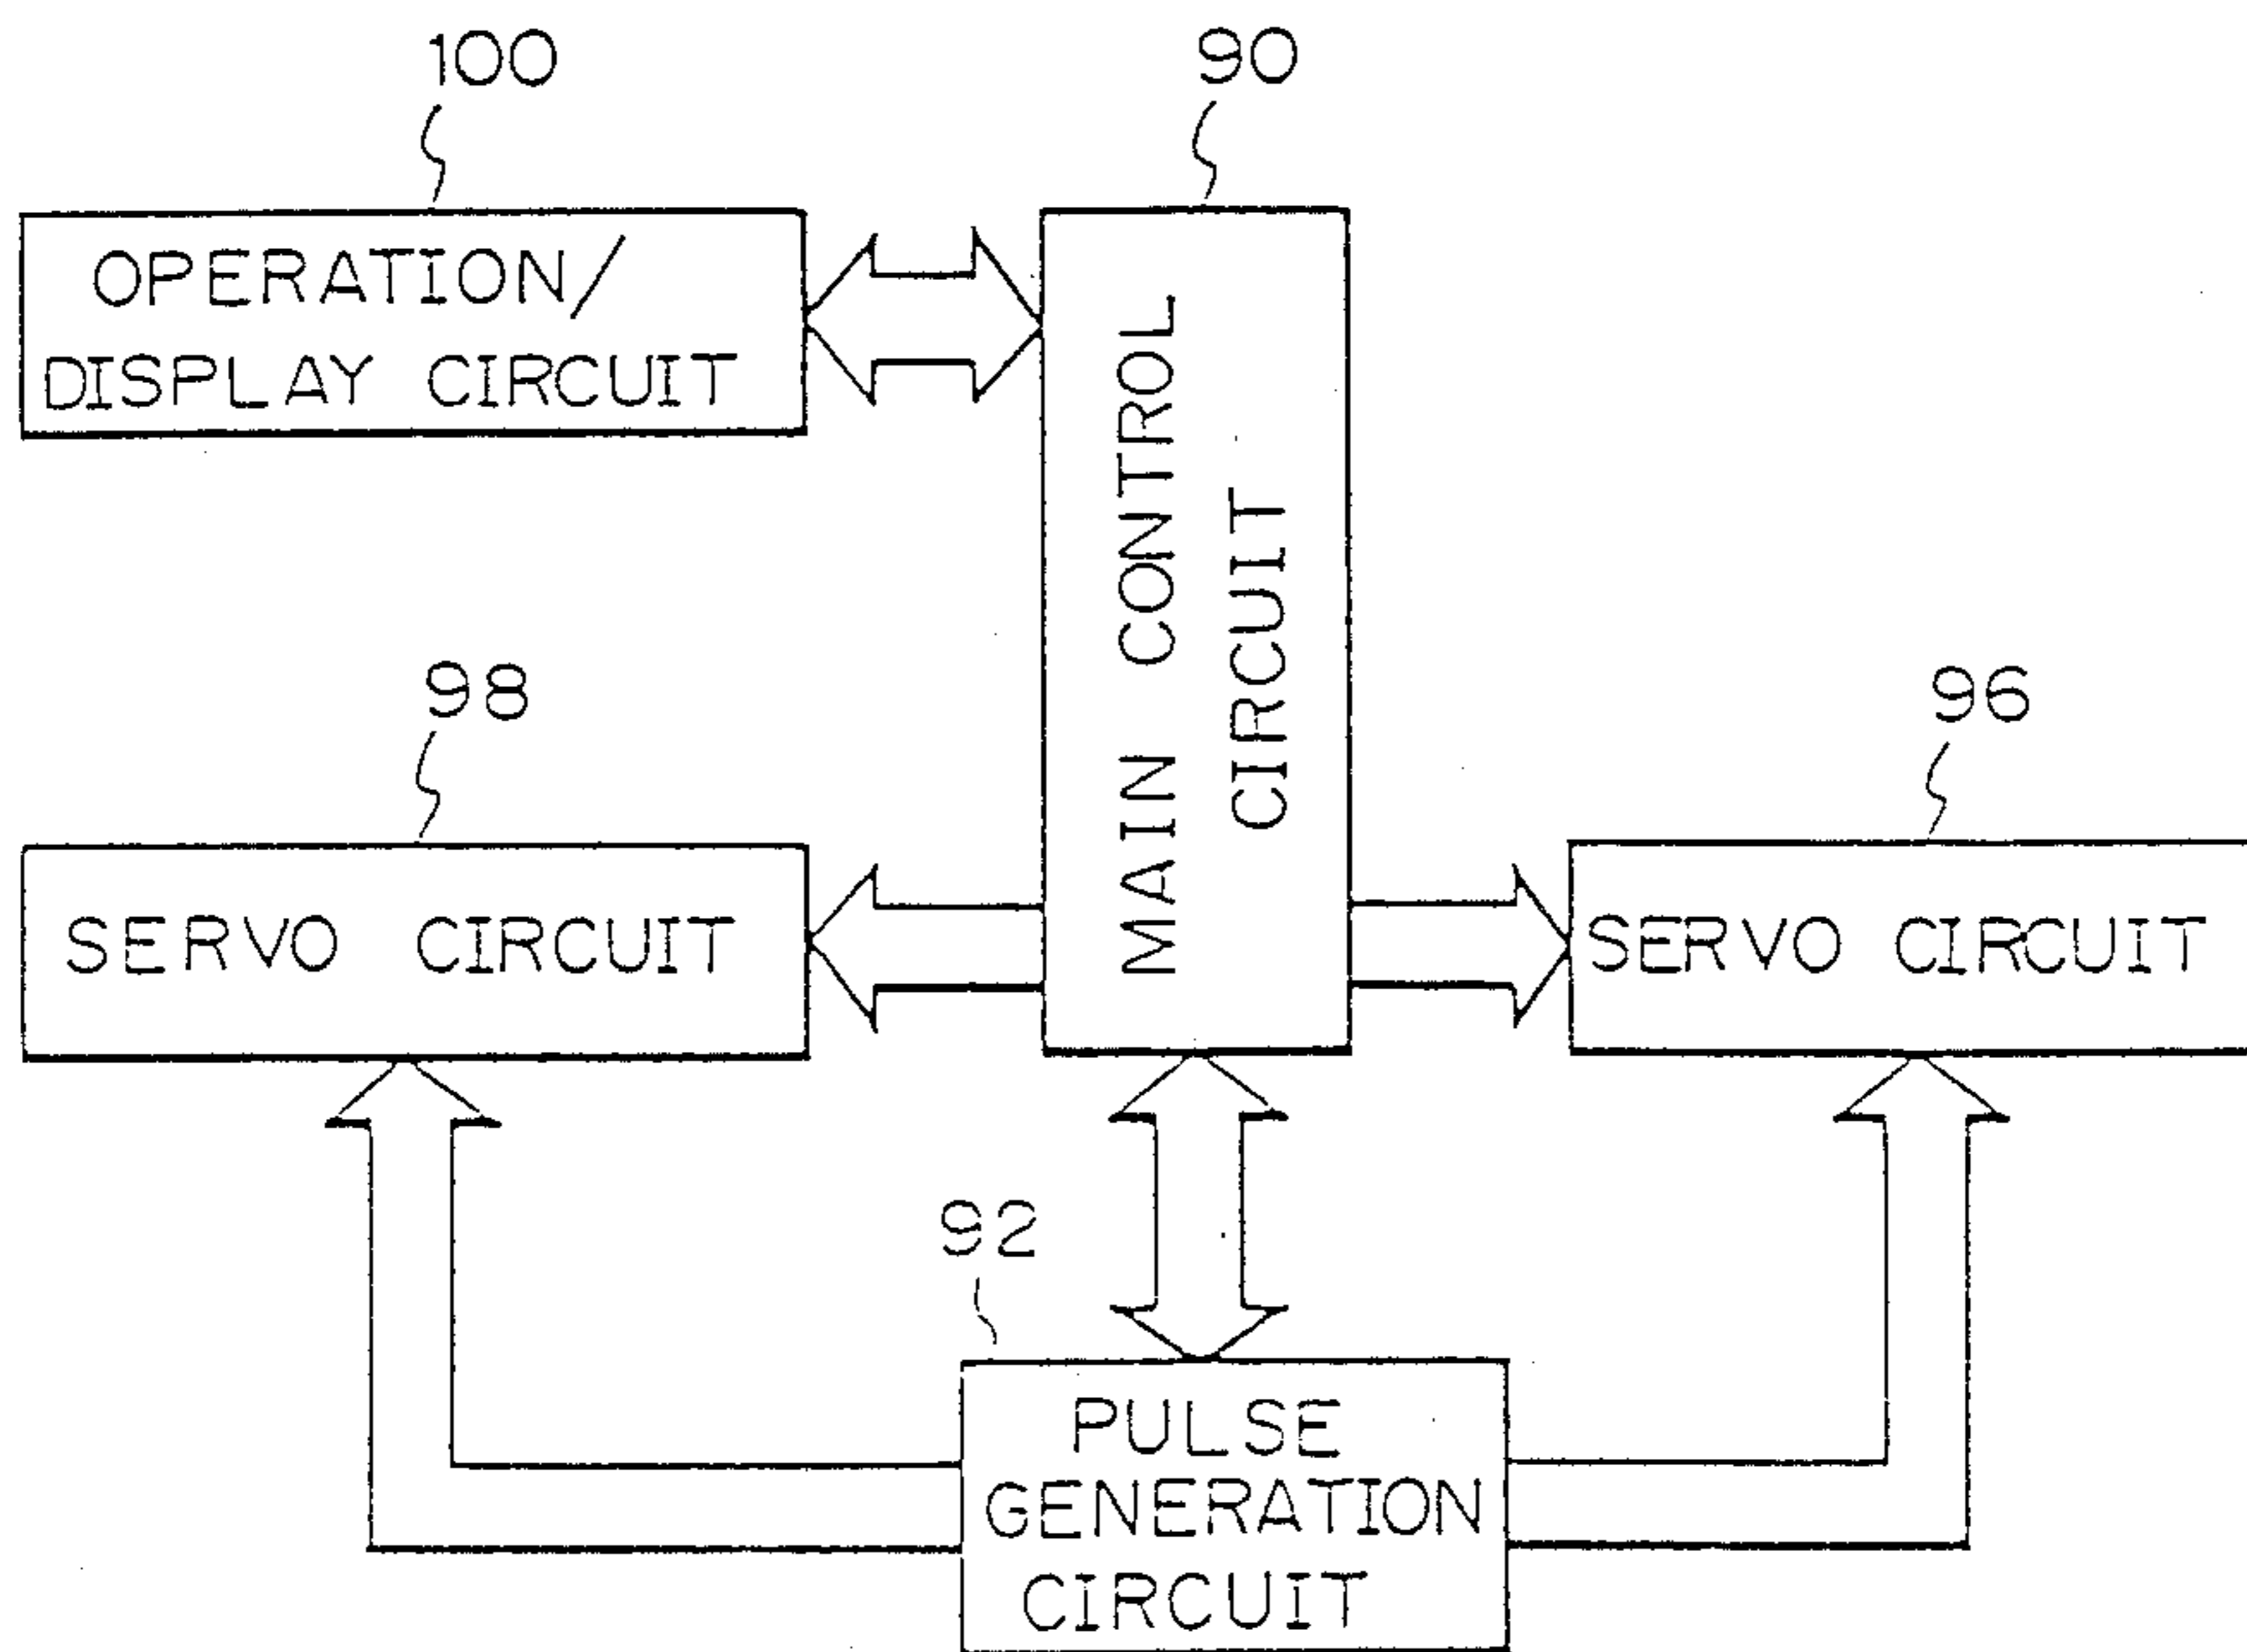 100
90
OPERATION/
DISPLAY CIRCUIT
MAIN CONTROL
CIRCUIT
98
96
SERVO CIRCUIT
SERVO CIRCUIT
92
PULSE
GENERATION
CIRCUIT